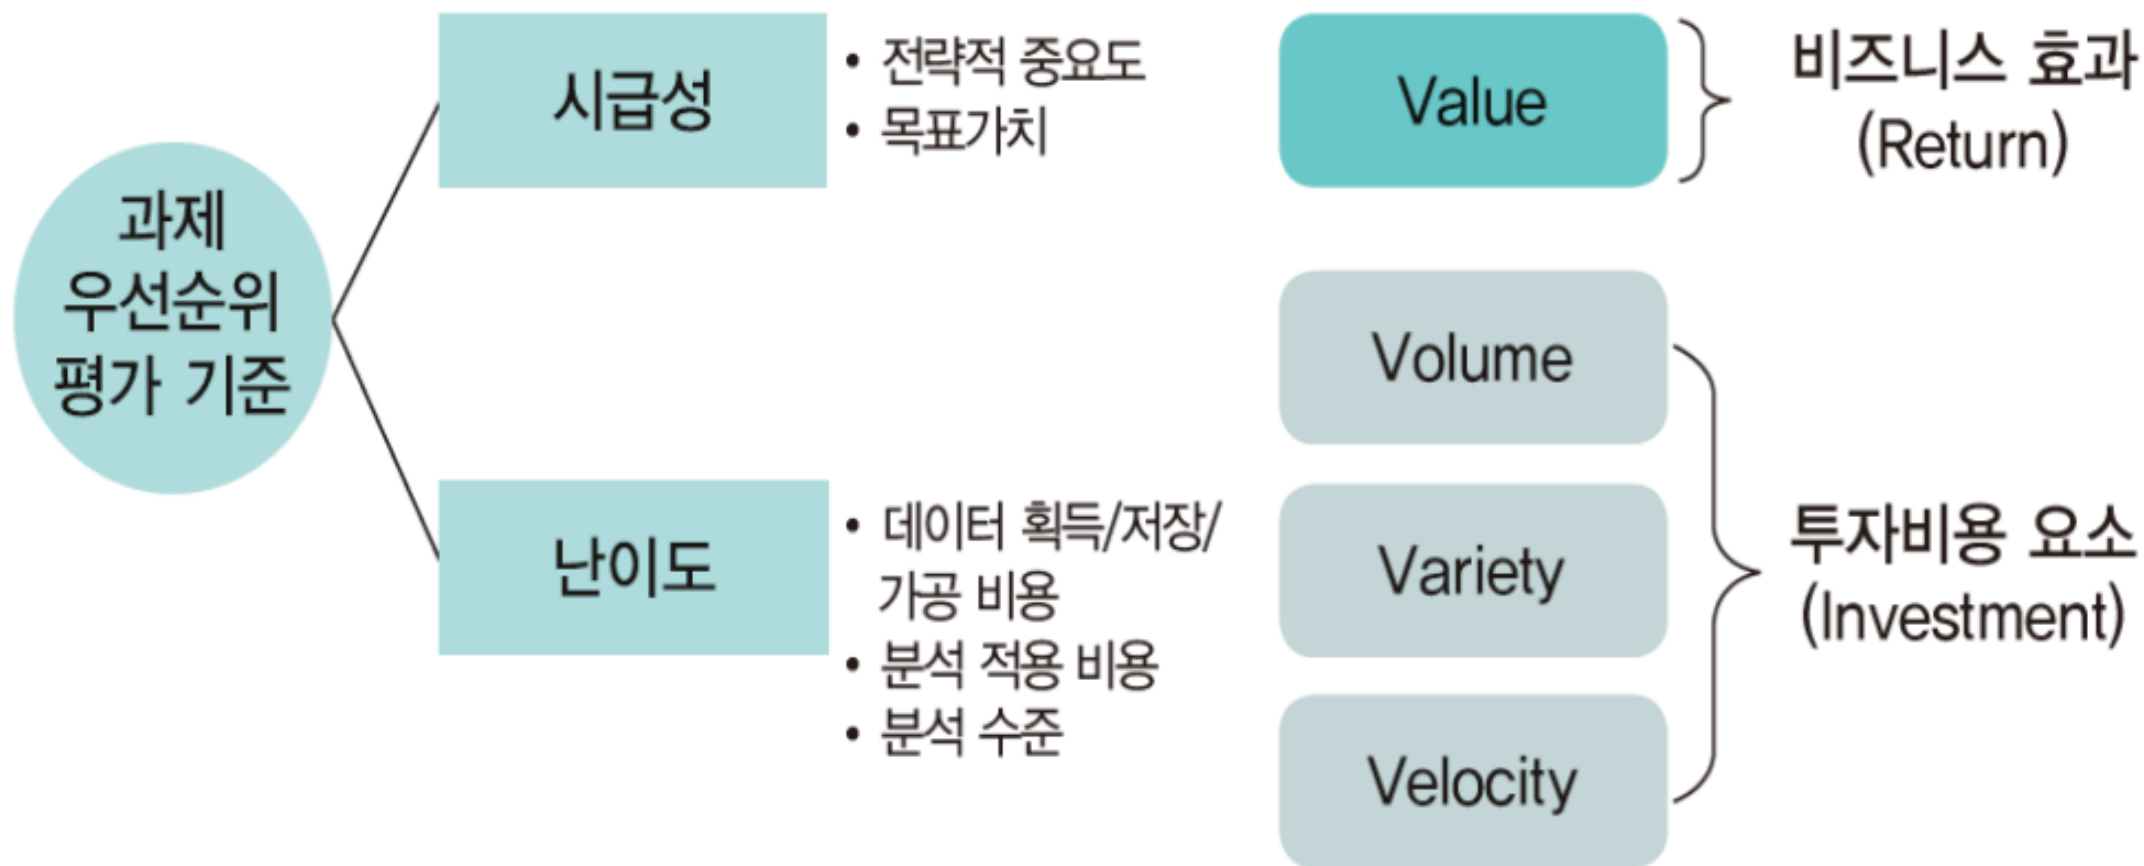 과제
우선순위
평가 기준
시급성
• 전략적 중요도
• 목표가치
Value
비즈니스 효과
(Return)
난이도
• 데이터 획득/저장/
가공 비용
• 분석 적용 비용
• 분석 수준
Volume
Variety
Velocity
투자비용 요소
(Investment)